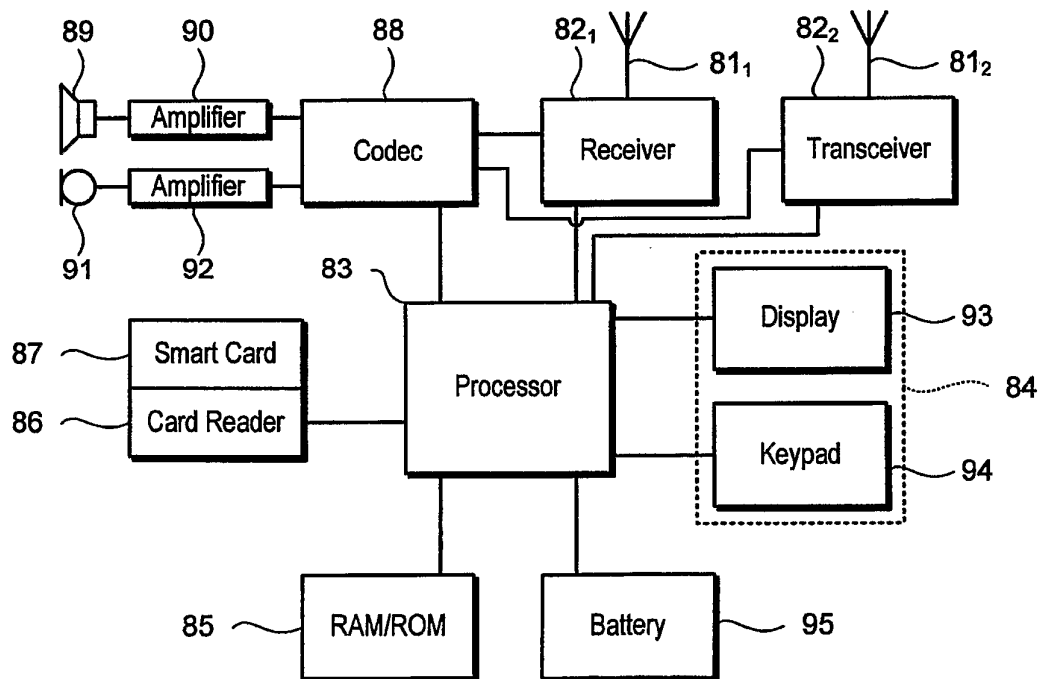 89 90 88 82₁ 82₂
81₁ 81₂
Amplifier
Codec Receiver Transceiver
Amplifier
91 92 83
Display 93
87 Smart Card
Processor 84
86 Card Reader
Keypad 94
85 RAM/ROM Battery 95